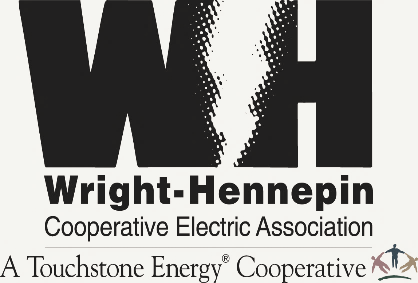 WH
Wright-Hennepin
Cooperative Electric Association
A Touchstone Energy® Cooperative